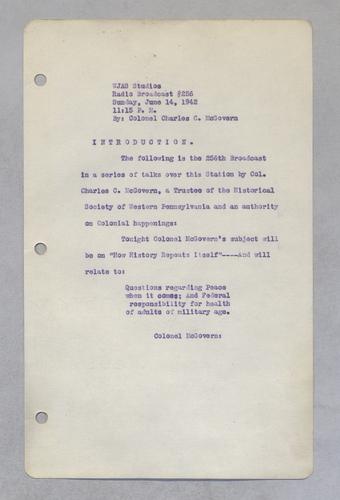 WJAS Studios
Radio Broadcast #256
Sunday, June 14, 1942
11:15 P. M.
By: Colonel Charles C. McGovern
I N T R O D U C T I O N .
The following is the 256th Broadcast
in a series of talks over this Station by Col.
Charles C. McGovern, a Trustee of the Historical
Society of Western Pennsylvania and an authority
on Colonial happenings:
Tonight Colonel McGovern's subject will
be on "How History Repeats Itself"----And will
relate to:
Questions regarding Peace
when it comes; And Federal
responsibility for health
of adults of military age.
Colonel McGovern: